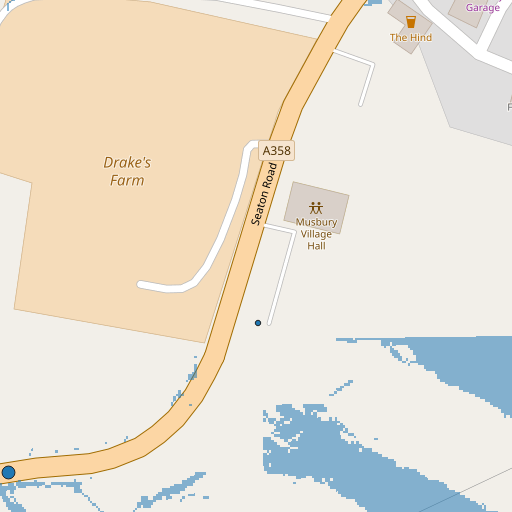 Garage
The Hind
F
A358
Drake's
Farm
Seaton Road
Musbury
Village
Hall